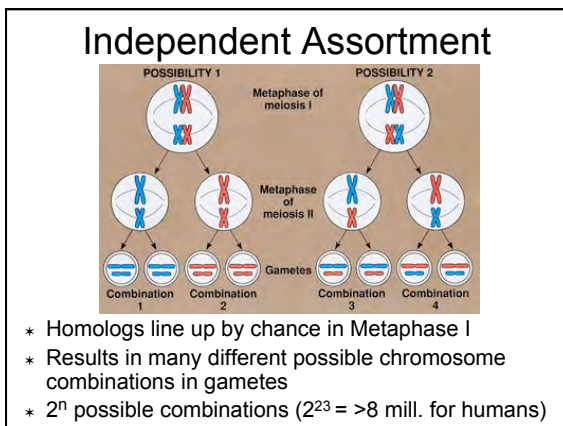 Independent Assortment
POSSIBILITY 1
POSSIBILITY 2
Metaphase of
meiosis I
Metaphase
of
meiosis II
Gametes
Combination
1
Combination
2
Combination
3
Combination
4
* Homologs line up by chance in Metaphase I
* Results in many different possible chromosome
combinations in gametes
* 2ⁿ possible combinations (2²³ = >8 mill. for humans)